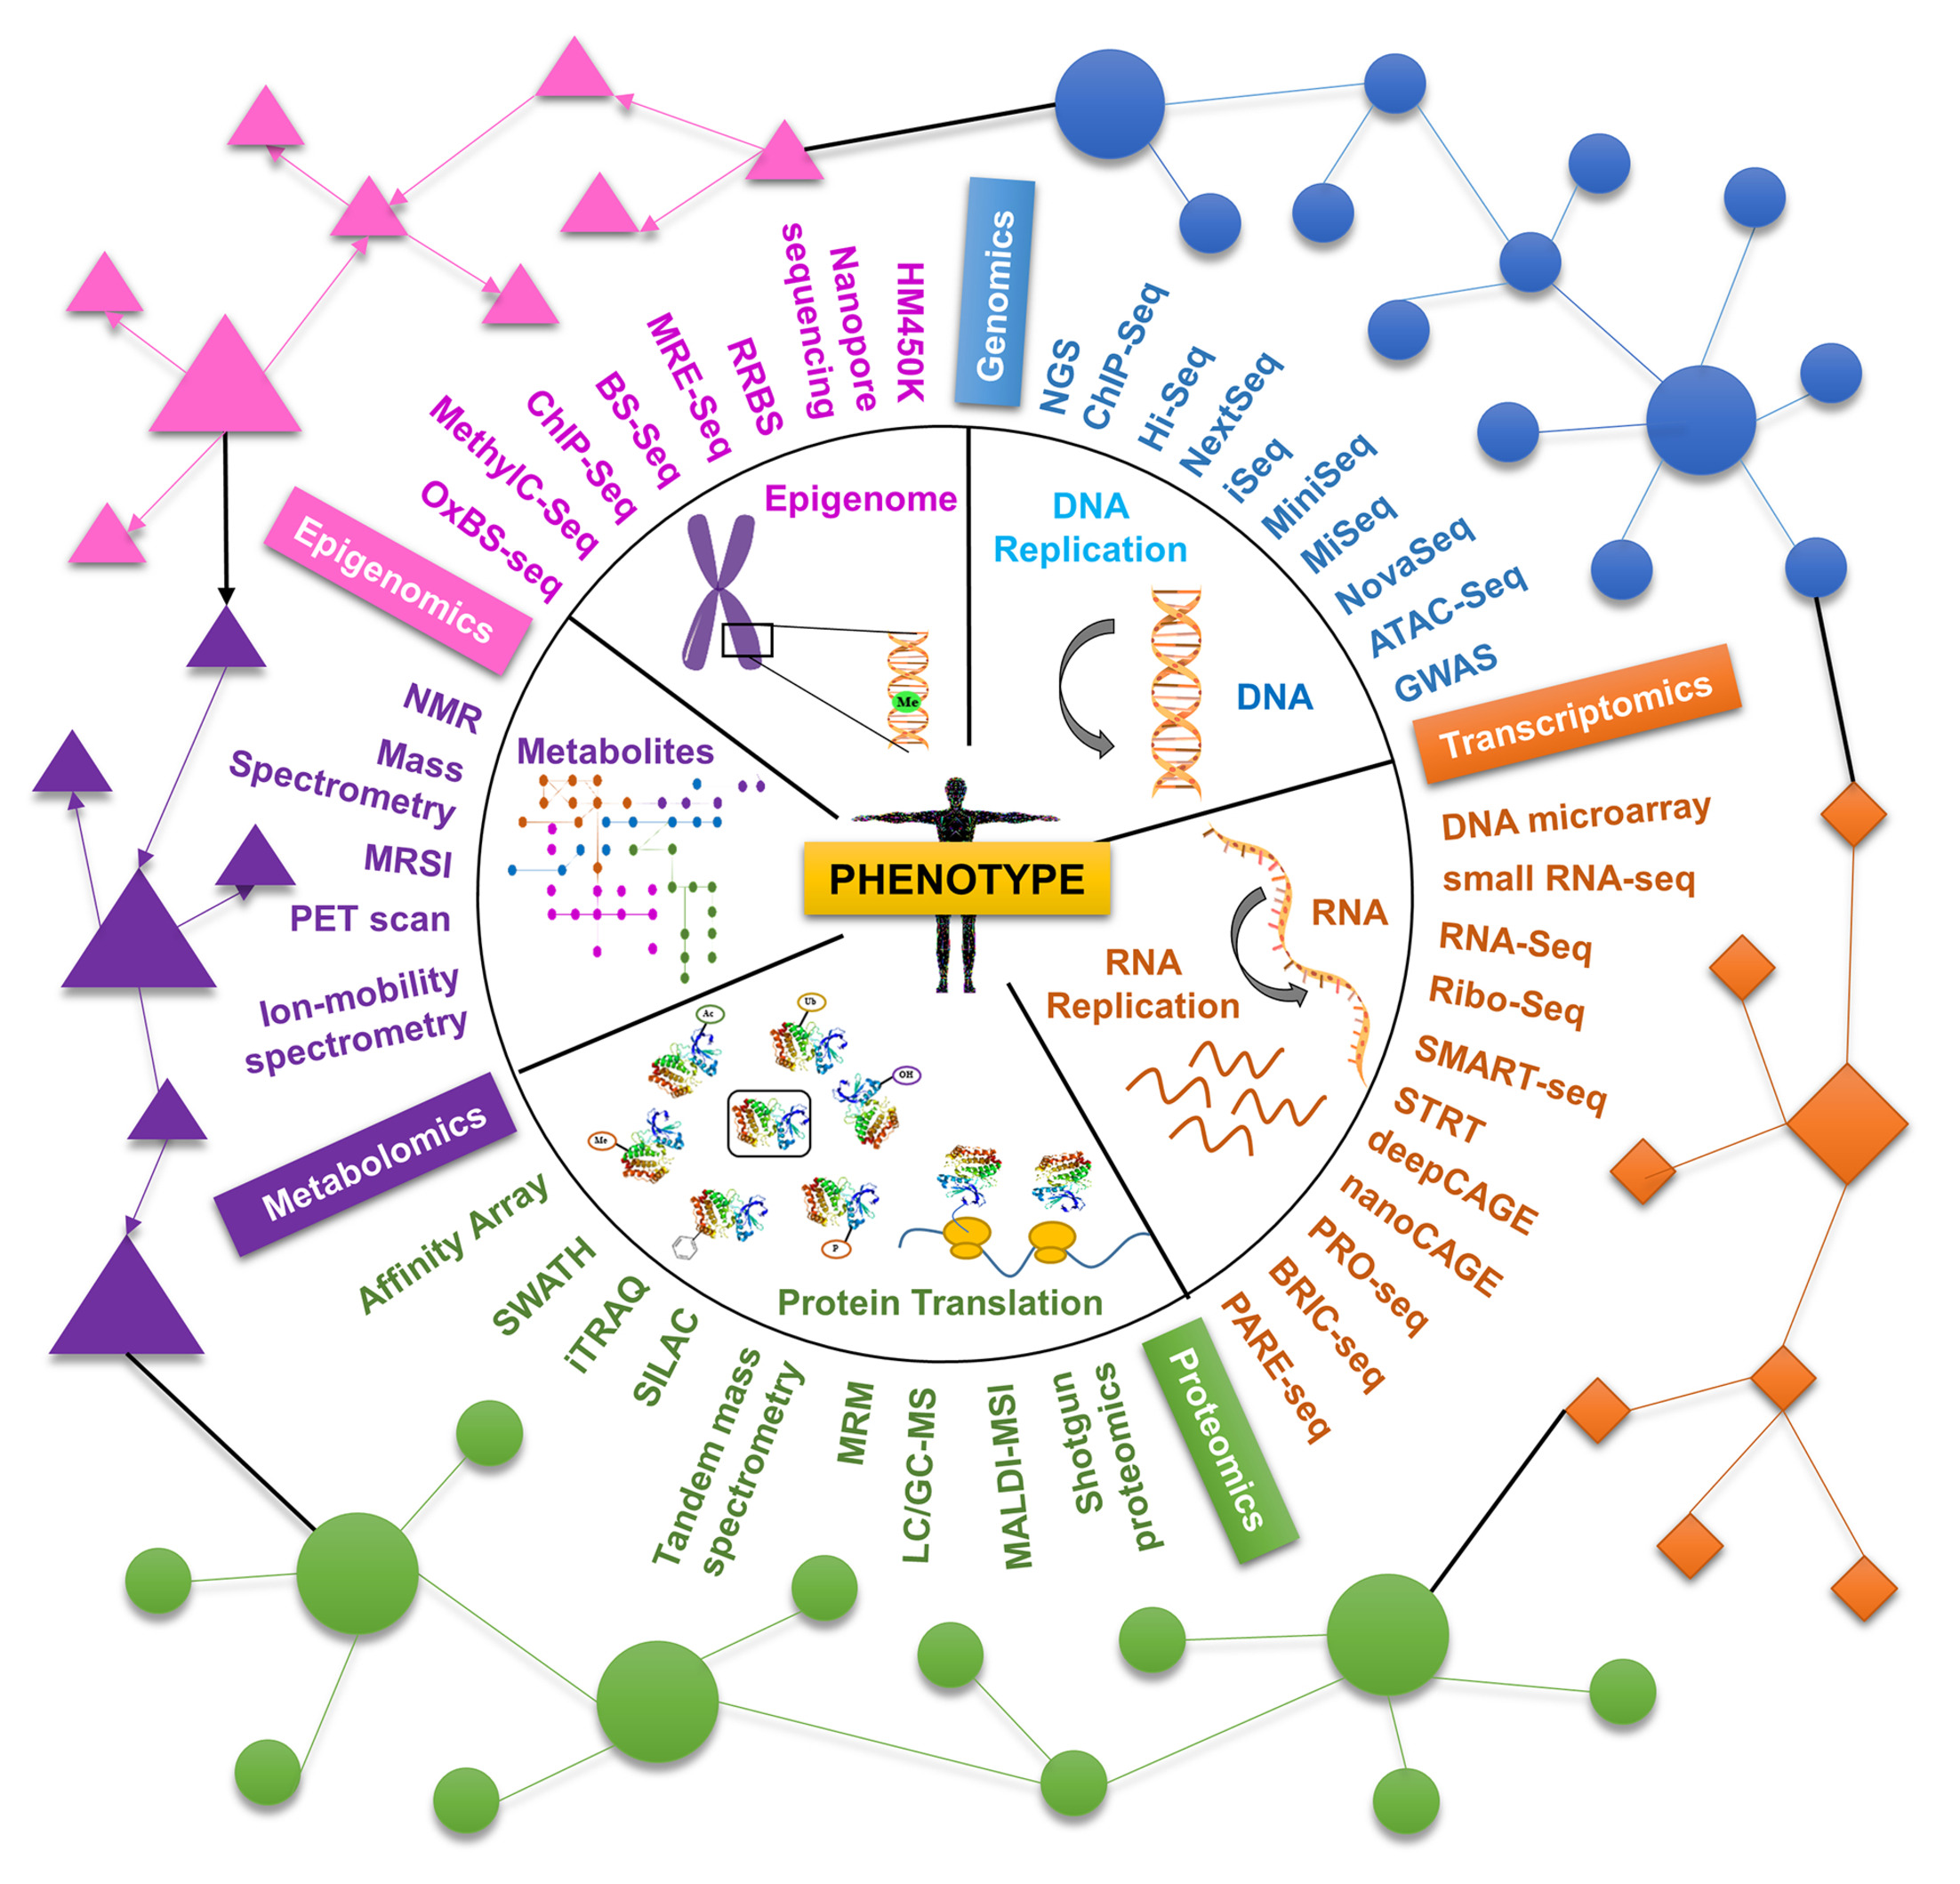 Genomics
NGS
ChIP-Seq
Hi-Seq
NextSeq
iSeq
MiniSeq
MiSeq
NovaSeq
ATAC-Seq
GWAS
Transcriptomics
DNA microarray
small RNA-seq
RNA-Seq
Ribo-Seq
SMART-seq
STRT
deepCAGE
nanoCAGE
PRO-seq
BRIC-seq
PARE-seq
Proteomics
Shotgun
proteomics
MALDI-MSI
LC/GC-MS
MRM
Tandem mass
spectrometry
SILAC
iTRAQ
SWATH
Affinity Array
Metabolomics
Ion-mobility
spectrometry
PET scan
MRSI
Mass
Spectrometry
NMR
Epigenomics
OxBS-seq
MethylC-Seq
ChIP-Seq
BS-Seq
MRE-Seq
RRBS
Nanopore
sequencing
HM450K
Epigenome
Me
DNA
Replication
DNA
Metabolites
PHENOTYPE
RNA
RNA
Replication
Ac
Ub
OH
Me
P
Protein Translation